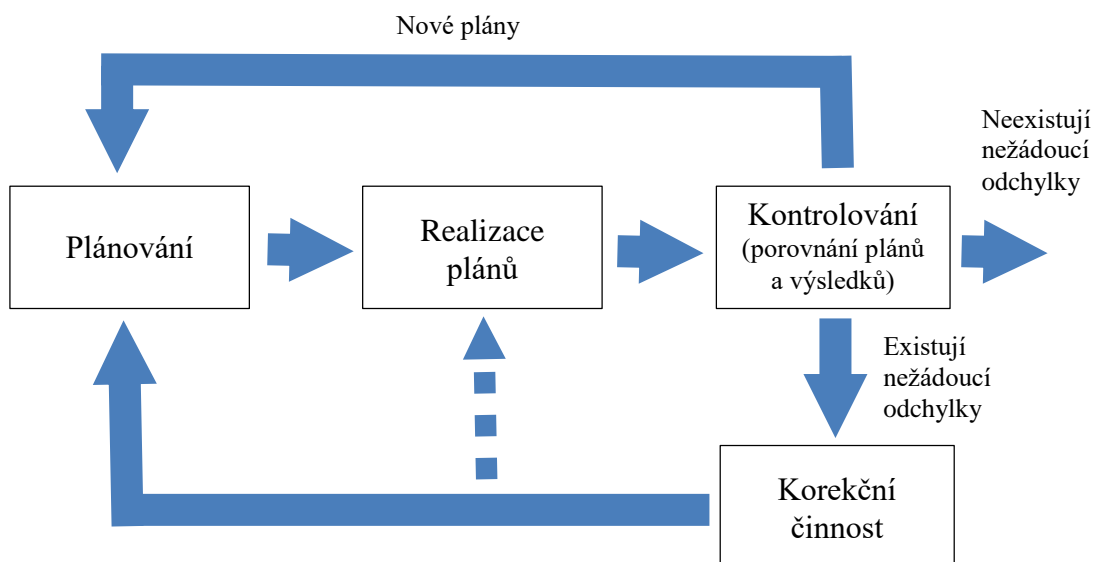 Nové plány
Neexistují
nežádoucí
odchylky
Plánování
Realizace
plánů
Kontrolování
(porovnání plánů
a výsledků)
Existují
nežádoucí
odchylky
Korekční
činnost